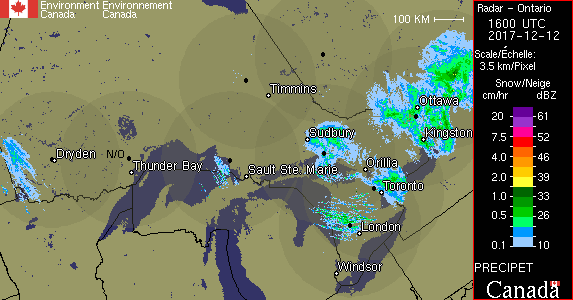 Environment Environnement
Canada Canada
100 KM
Timmins
Ottawa
Sudbury
Kingston
Dryden
N/O
Thunder Bay
Sault Ste. Marie
Orillia
Toronto
London
Windsor
Radar - Ontario
1600 UTC
2017-12-12
Scale/Échelle:
3.5 km/Pixel
Snow/Neige
cm/hr dBZ
20 61
7.5 52
4.0 46
2.0 39
1.0 33
0.5 26
0.1 10
PRECIPET
Canada